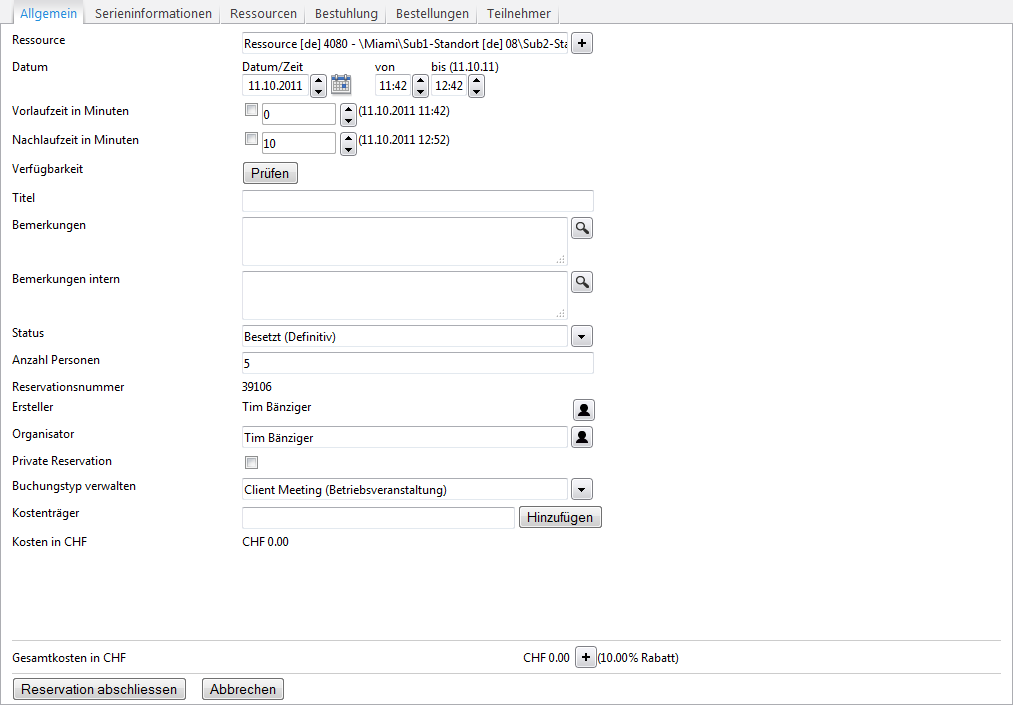 Allgemein Serieninformationen Ressourcen Bestuhlung Bestellungen Teilnehmer
Ressource Ressource [de] 4080 - \Miami\Sub1-Standort [de] 08\Sub2-Sta
Datum Datum/Zeit von bis (11.10.11)
11.10.2011 11:42 12:42
Vorlaufzeit in Minuten 0 (11.10.2011 11:42)
Nachlaufzeit in Minuten 10 (11.10.2011 12:52)
Verfügbarkeit Prüfen
Titel
Bemerkungen
Bemerkungen intern
Status Besetzt (Definitiv)
Anzahl Personen 5
Reservationsnummer 39106
Ersteller Tim Bänziger
Organisator Tim Bänziger
Private Reservation
Buchungstyp verwalten Client Meeting (Betriebsveranstaltung)
Kostenträger Hinzufügen
Kosten in CHF CHF 0.00
Gesamtkosten in CHF CHF 0.00 (10.00% Rabatt)
Reservation abschliessen Abbrechen